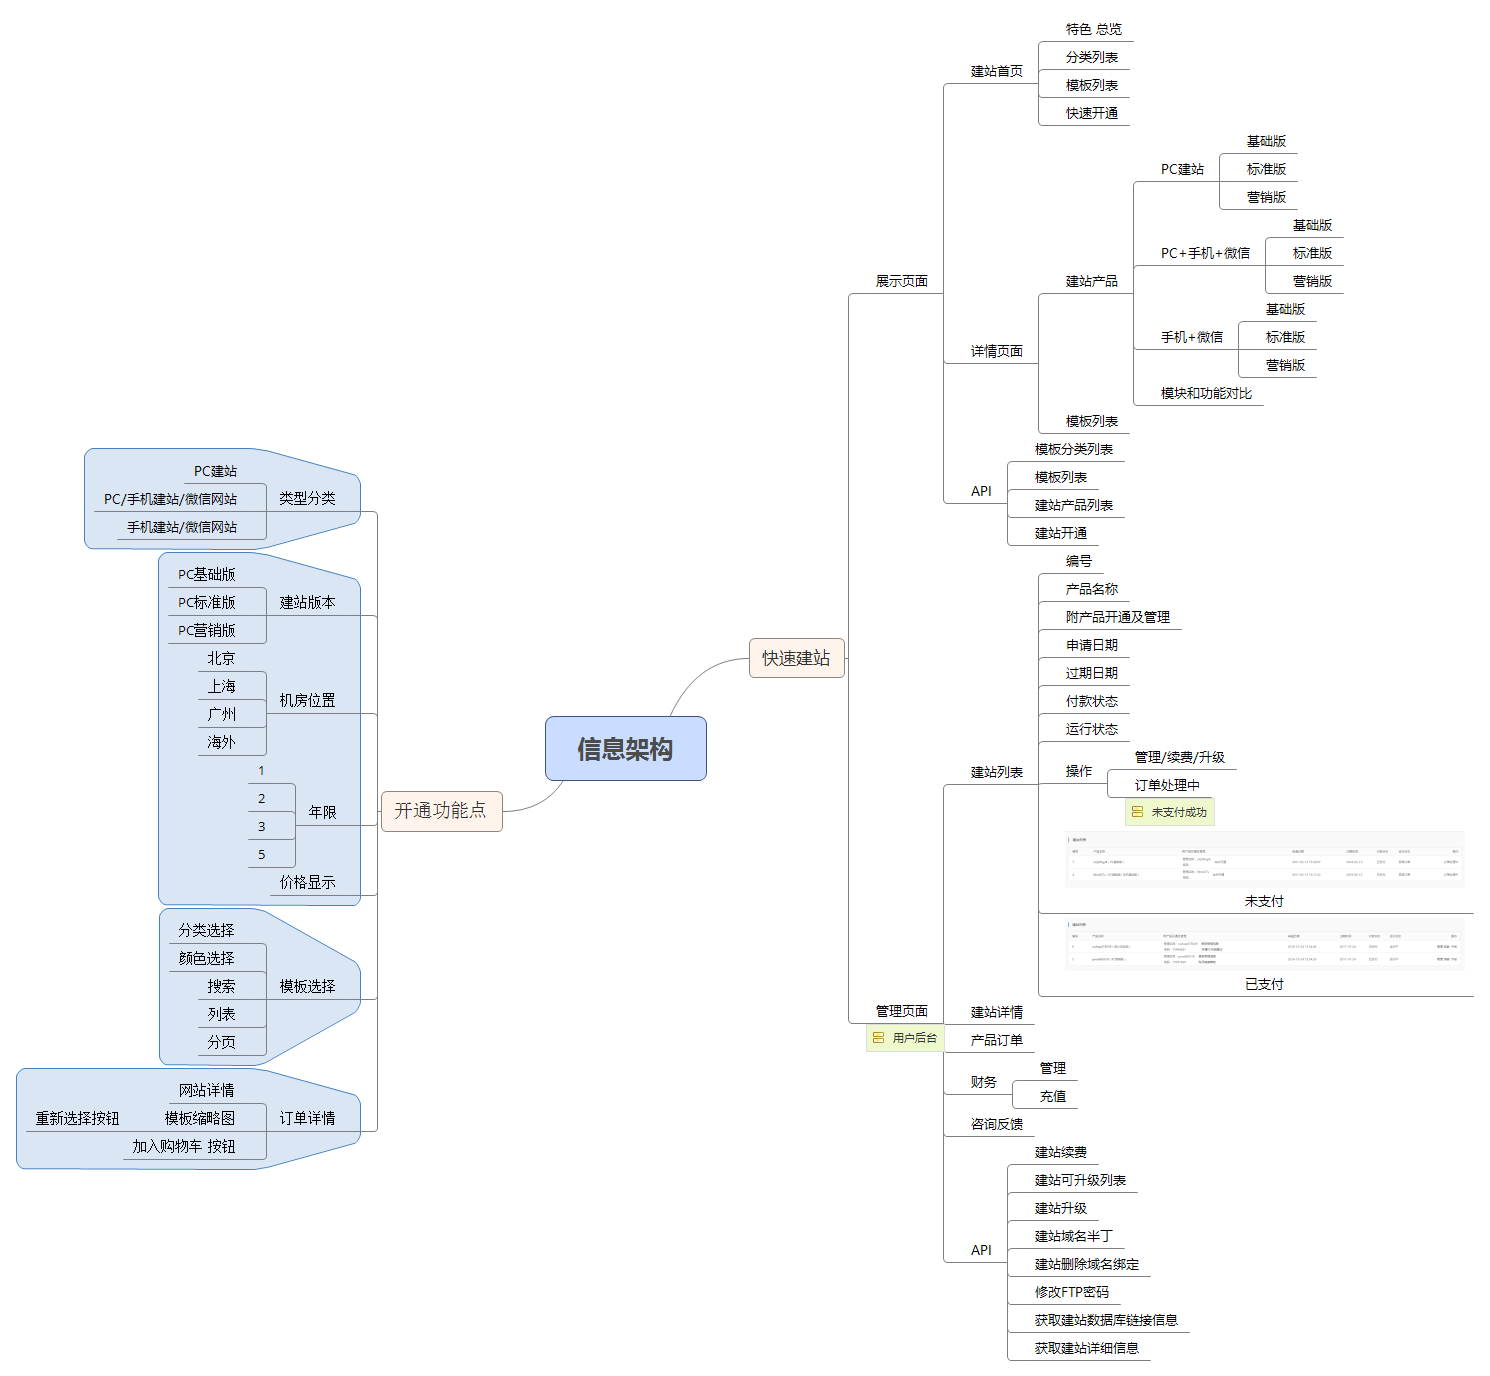 信息架构
快速建站
展示页面
建站首页
特色 总览
分类列表
模板列表
快速开通
详情页面
建站产品
PC建站
基础版
标准版
营销版
PC+手机+微信
基础版
标准版
营销版
手机+微信
基础版
标准版
营销版
模块和功能对比
模板列表
API
模板分类列表
模板列表
建站产品列表
建站开通
管理页面
用户后台
建站列表
编号
产品名称
附产品开通及管理
申请日期
过期日期
付款状态
运行状态
操作
管理/续费/升级
订单处理中
未支付成功
未支付
已支付
建站详情
产品订单
财务
管理
充值
咨询反馈
API
建站续费
建站可升级列表
建站升级
建站域名半丁
建站删除域名绑定
修改FTP密码
获取建站数据库链接信息
获取建站详细信息
开通功能点
类型分类
PC建站
PC/手机建站/微信网站
手机建站/微信网站
建站版本
PC基础版
PC标准版
PC营销版
机房位置
北京
上海
广州
海外
年限
1
2
3
5
价格显示
模板选择
分类选择
颜色选择
搜索
列表
分页
订单详情
网站详情
模板缩略图
重新选择按钮
加入购物车 按钮